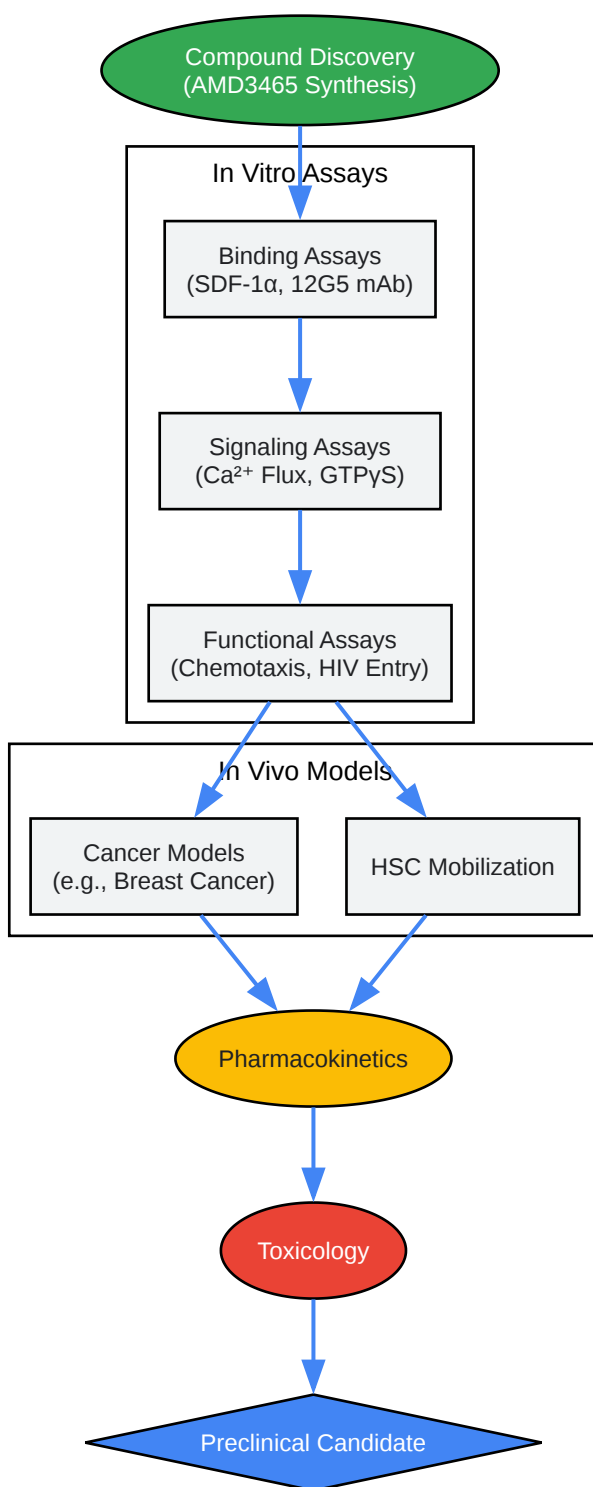 Compound Discovery
(AMD3465 Synthesis)
In Vitro Assays
Binding Assays
(SDF-1α, 12G5 mAb)
Signaling Assays
(Ca²⁺ Flux, GTPγS)
Functional Assays
(Chemotaxis, HIV Entry)
In Vivo Models
Cancer Models
(e.g., Breast Cancer)
HSC Mobilization
Pharmacokinetics
Toxicology
Preclinical Candidate